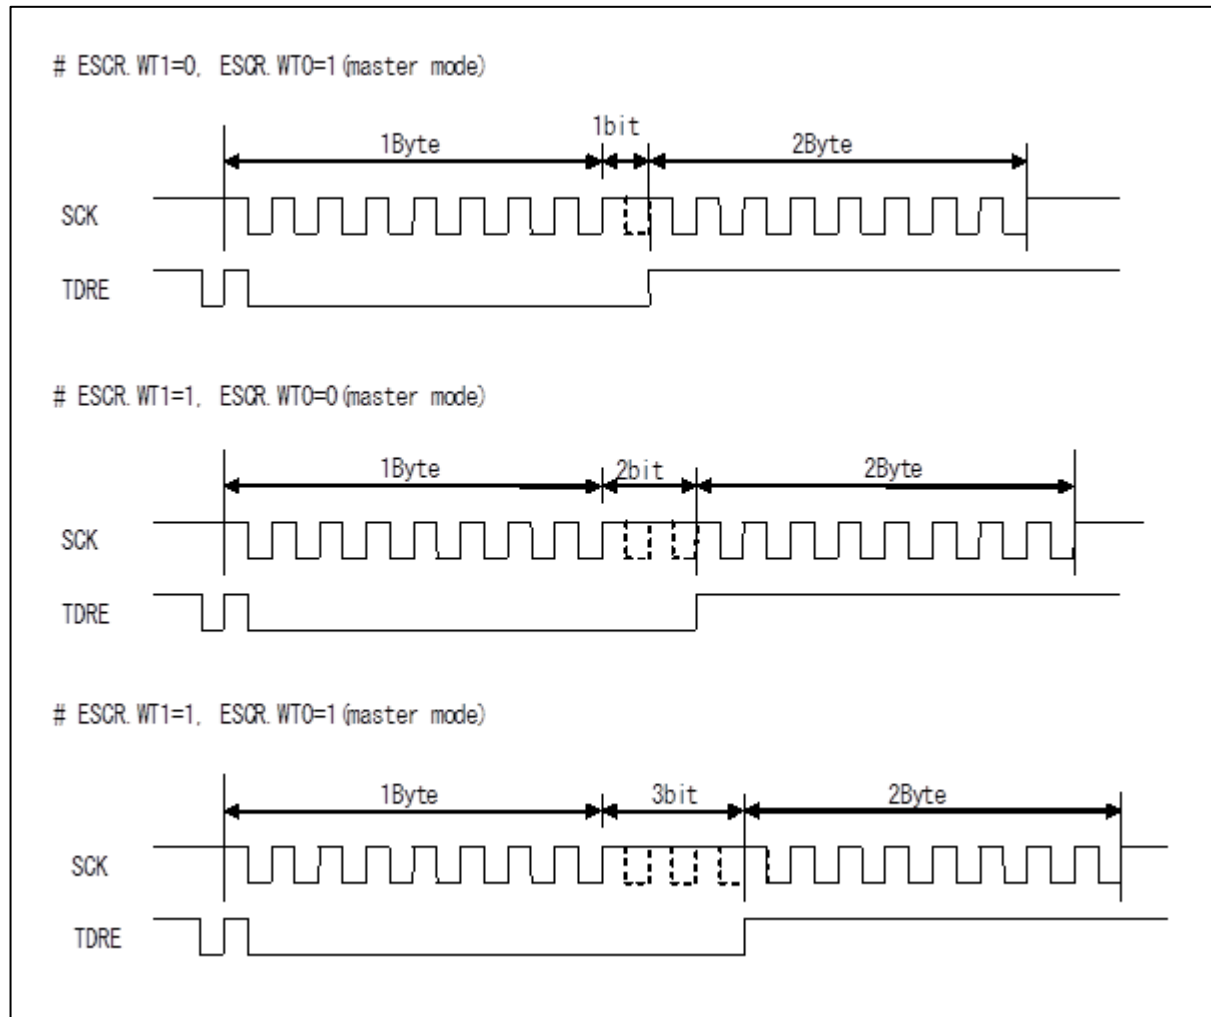 # ESCR.WT1=0, ESCR.WT0=1(master mode)
1Byte 1bit 2Byte
SCK
TDRE
# ESCR.WT1=1, ESCR.WT0=0(master mode)
1Byte 2bit 2Byte
SCK
TDRE
# ESCR.WT1=1, ESCR.WT0=1(master mode)
1Byte 3bit 2Byte
SCK
TDRE